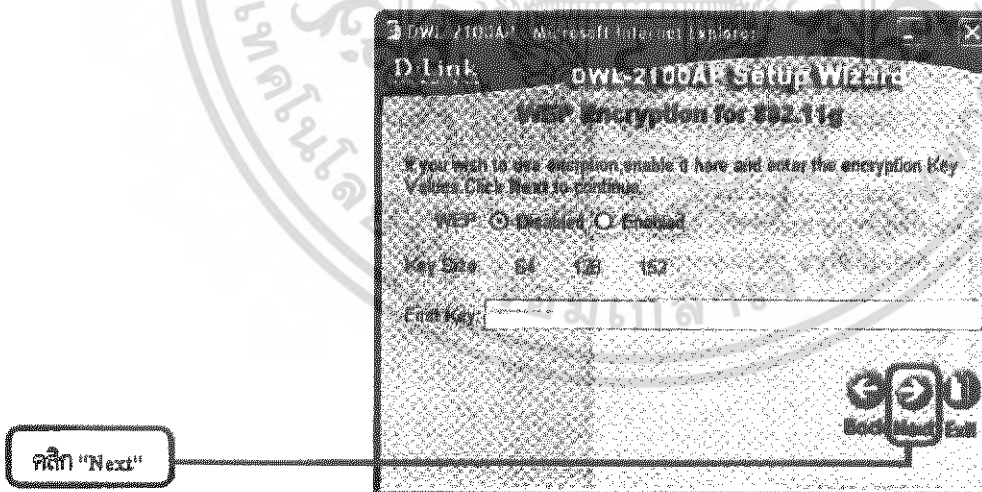 DWL-2100AP - Microsoft Internet Explorer
D-Link
DWL-2100AP Setup Wizard
WEP Encryption for 802.11g
If you wish to use encryption, enable it here and enter the encryption Key
Values. Click Next to continue.
WEP Disabled Enabled
Key Size 64 128 152
First Key:
Back Next Exit
คลิก "Next"